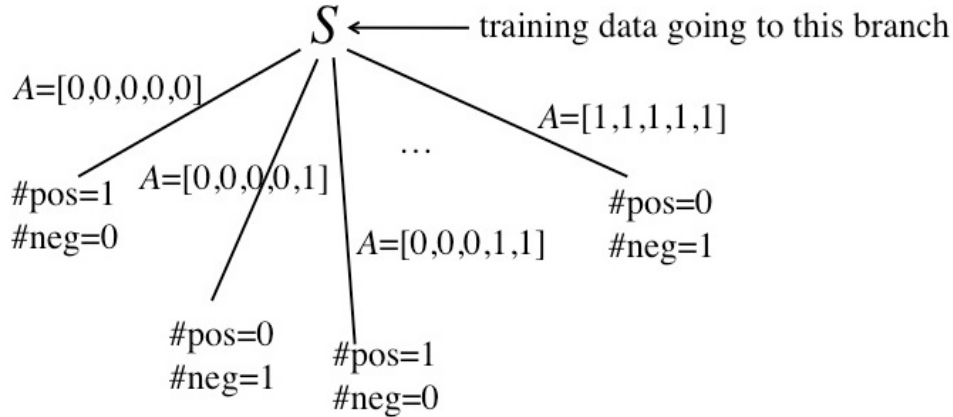 S
training data going to this branch
A=[0,0,0,0,0]
A=[1,1,1,1,1]
...
A=[0,0,0,0,1]
#pos=1
#neg=0
#pos=0
#neg=1
A=[0,0,0,1,1]
#pos=0
#neg=1
#pos=1
#neg=0